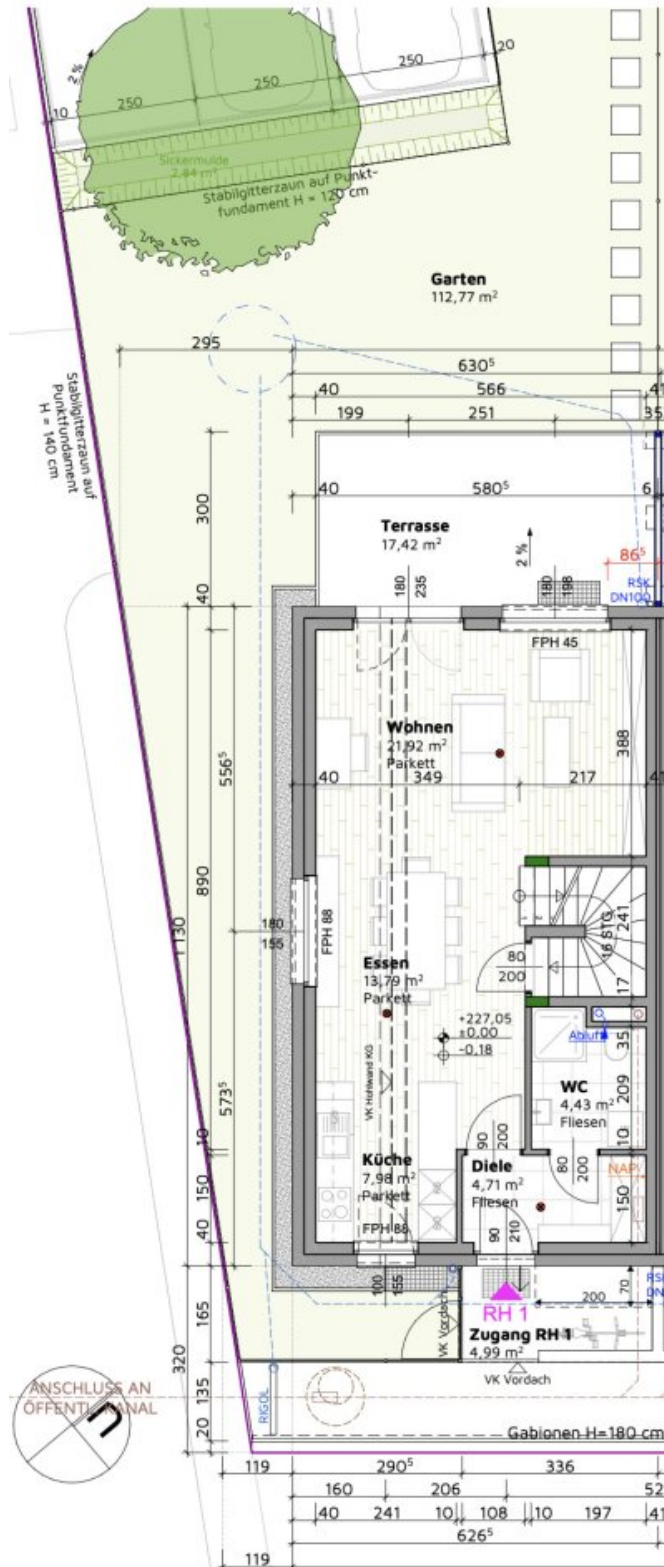 20
250
250
2 %
250
10
Sickermulde
2,84 m²
Stabilgitterzaun auf Punkt-
fundament H = 120 cm
Garten
112,77 m²
295
630⁵
40 566 41
199 251 35
Stabilgitterzaun auf
Punktfundament
H = 140 cm
300
40 580⁵ 6
Terrasse
17,42 m²
2 %
86⁵
180
235
180
198
RSK
DN100
40
FPH 45
Wohnen
21,92 m²
Parkett
388
556⁵
40 349 217 41
890
1130
180
155
FPH 88
16 STG
241
80
200
Essen
13,79 m²
Parkett
17
+227,05
±0,00
-0,18
Abluft
35
VK Hohlwand KG
WC
4,43 m²
Fliesen
209
573⁵
10
90
200
10
Küche
7,98 m²
Parkett
Diele
4,71 m²
Fliesen
80
200
NAP
150
150
FPH 88
90
210
40
100
155
VK Vordach
RH 1
200
70
165
Zugang RH 1
4,99 m²
VK Vordach
320
ANSCHLUSS AN
ÖFFENTL. KANAL
RIGOL
135
20
Gabionen H=180 cm
119 290⁵ 336
160 206 52
40 241 10 108 10 197 41
626⁵
119